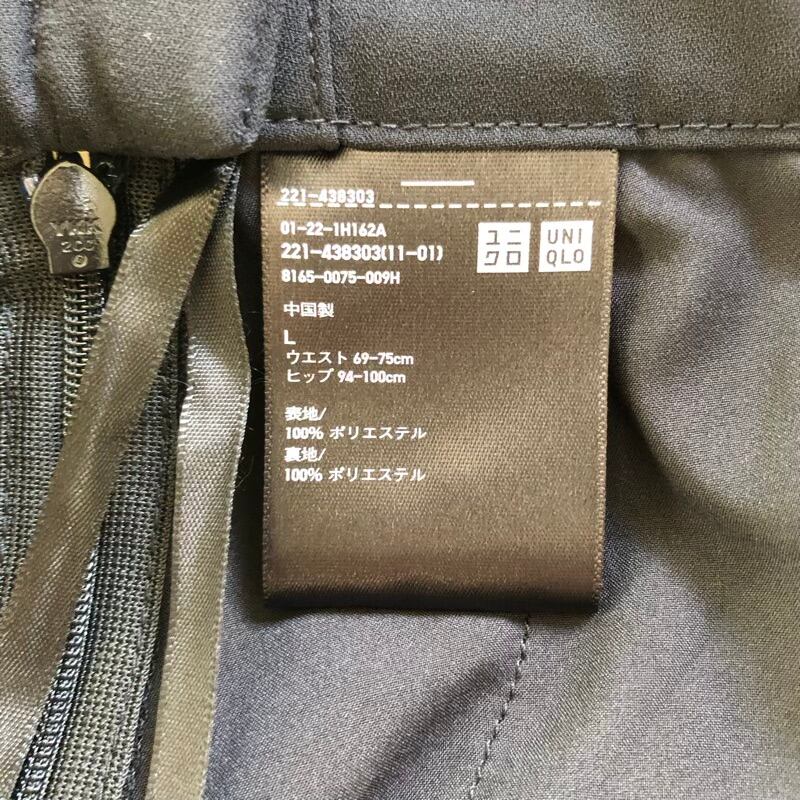 221-438303
01-22-1H162A
221-438303(11-01)
8165-0075-009H
ユニ
クロ
UNI
QLO
中国製
L
ウエスト 69-75cm
ヒップ 94-100cm
表地/
100% ポリエステル
裏地/
100% ポリエステル
YKK